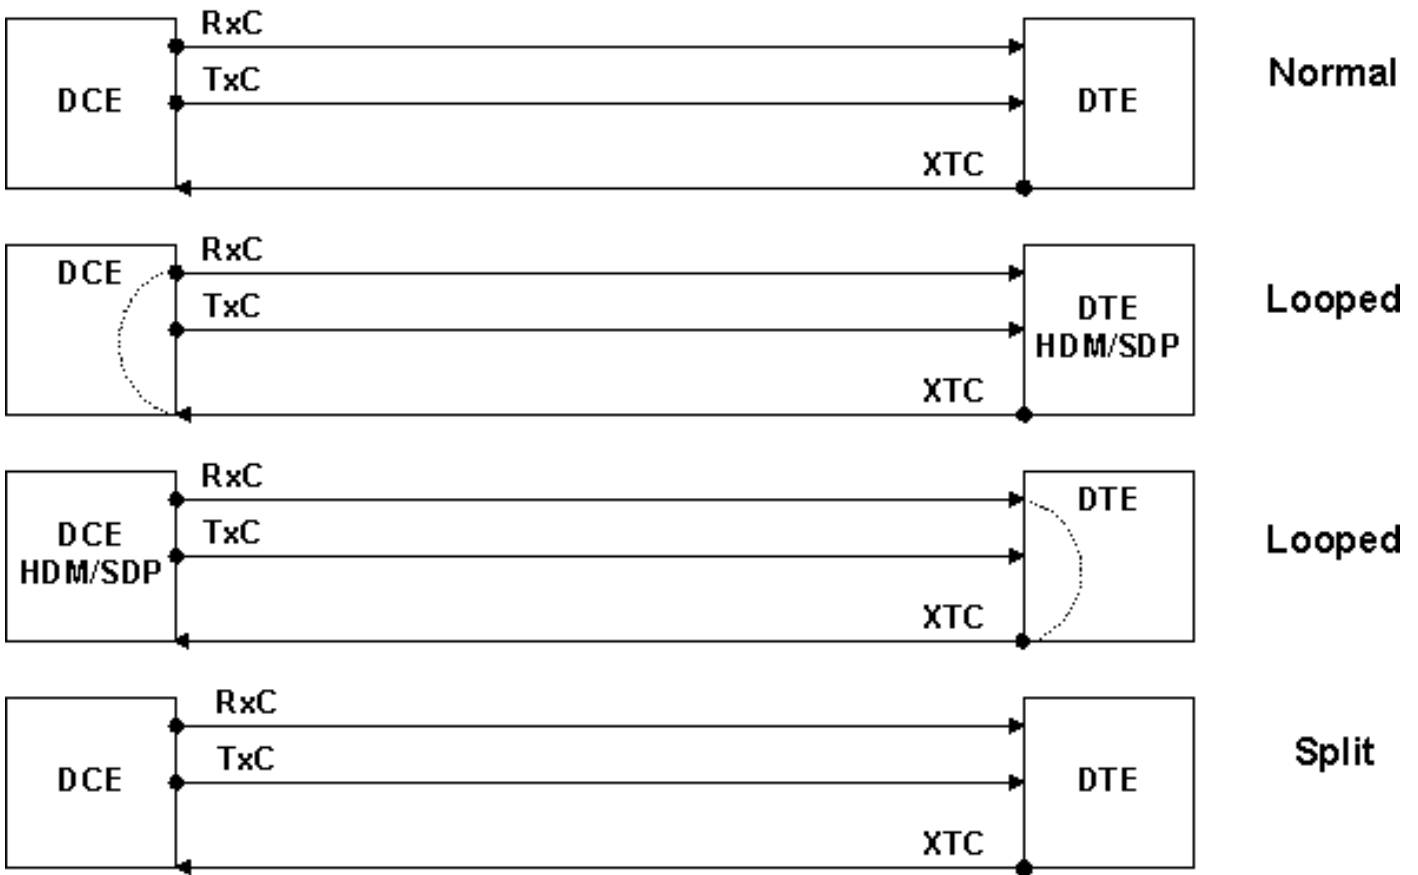 RxC
TxC
DCE
DTE
XTC
Normal
RxC
DCE
TxC
DTE
HDM/SDP
XTC
Looped
RxC
DTE
TxC
DCE
HDM/SDP
XTC
Looped
RxC
TxC
DCE
DTE
XTC
Split